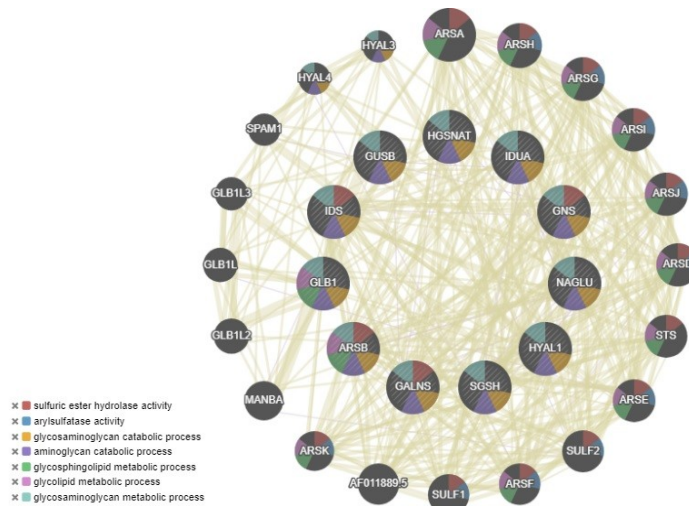 ARSA
HYAL3
ARSH
HYAL4
ARSG
SPAM1
HGSNAT
ARSI
GUSB
IDUA
GLB1L3
ARSJ
IDS
GNS
GLB1L
ARSD
GLB1
NAGLU
GLB1L2
STS
ARSB
HYAL1
MANBA
GALNS
SGSH
ARSE
ARSK
SULF2
AF011889.5
SULF1
ARSF
sulfuric ester hydrolase activity
arylsulfatase activity
glycosaminoglycan catabolic process
aminoglycan catabolic process
glycosphingolipid metabolic process
glycolipid metabolic process
glycosaminoglycan metabolic process